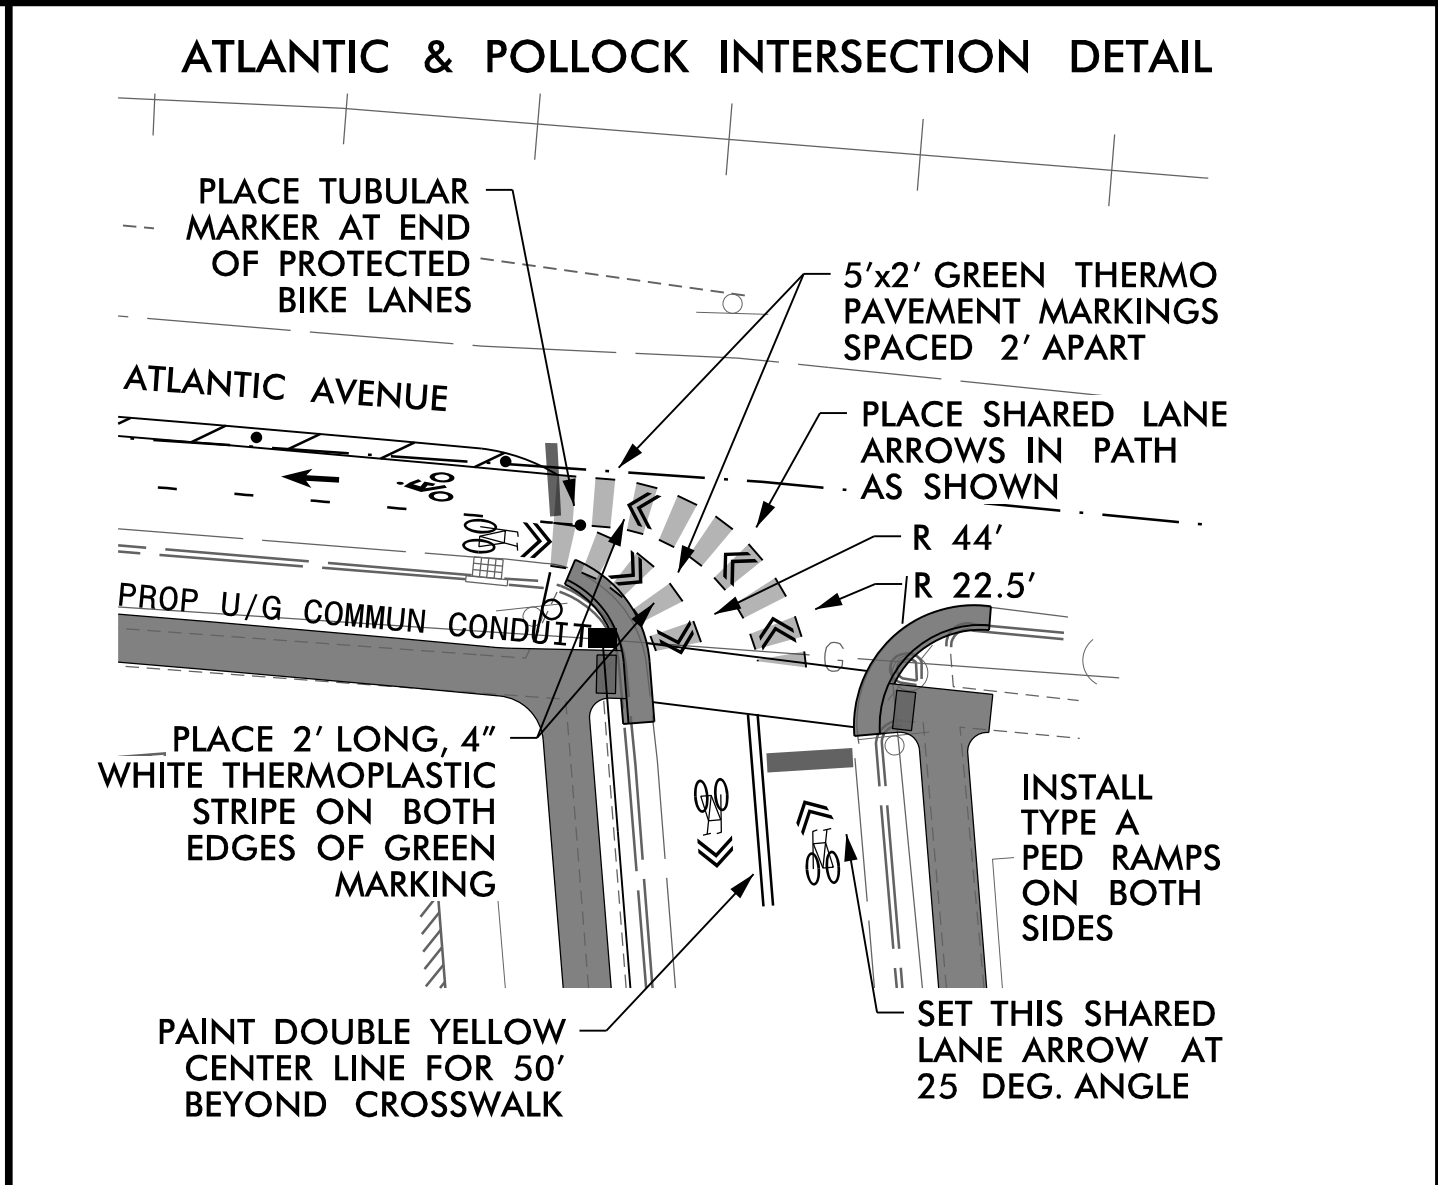 ATLANTIC & POLLOCK INTERSECTION DETAIL
PLACE TUBULAR
MARKER AT END
OF PROTECTED
BIKE LANES
5'x2' GREEN THERMO
PAVEMENT MARKINGS
SPACED 2' APART
ATLANTIC AVENUE
PLACE SHARED LANE
ARROWS IN PATH
AS SHOWN
R 44'
R 22.5'
PROP U/G COMMUN CONDUIT
G
PLACE 2' LONG, 4"
WHITE THERMOPLASTIC
STRIPE ON BOTH
EDGES OF GREEN
MARKING
INSTALL
TYPE A
PED RAMPS
ON BOTH
SIDES
PAINT DOUBLE YELLOW
CENTER LINE FOR 50'
BEYOND CROSSWALK
SET THIS SHARED
LANE ARROW AT
25 DEG. ANGLE